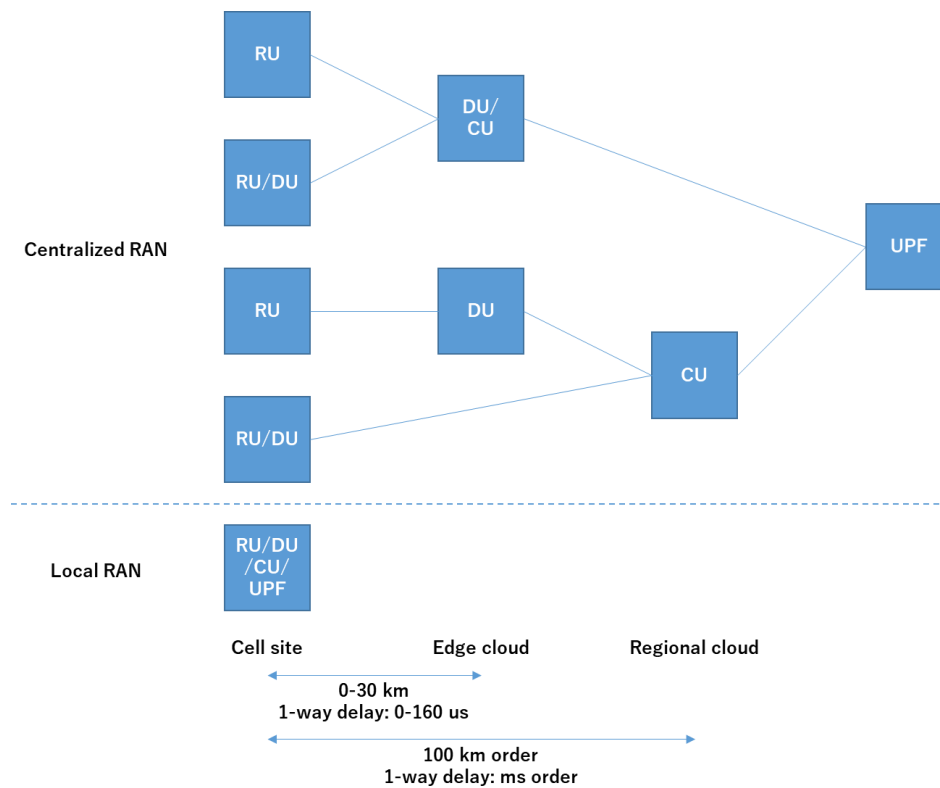 RU
DU/
CU
RU/DU
Centralized RAN
UPF
RU
DU
CU
RU/DU
Local RAN
RU/DU
/CU/
UPF
Cell site
Edge cloud
Regional cloud
0-30 km
1-way delay: 0-160 us
100 km order
1-way delay: ms order